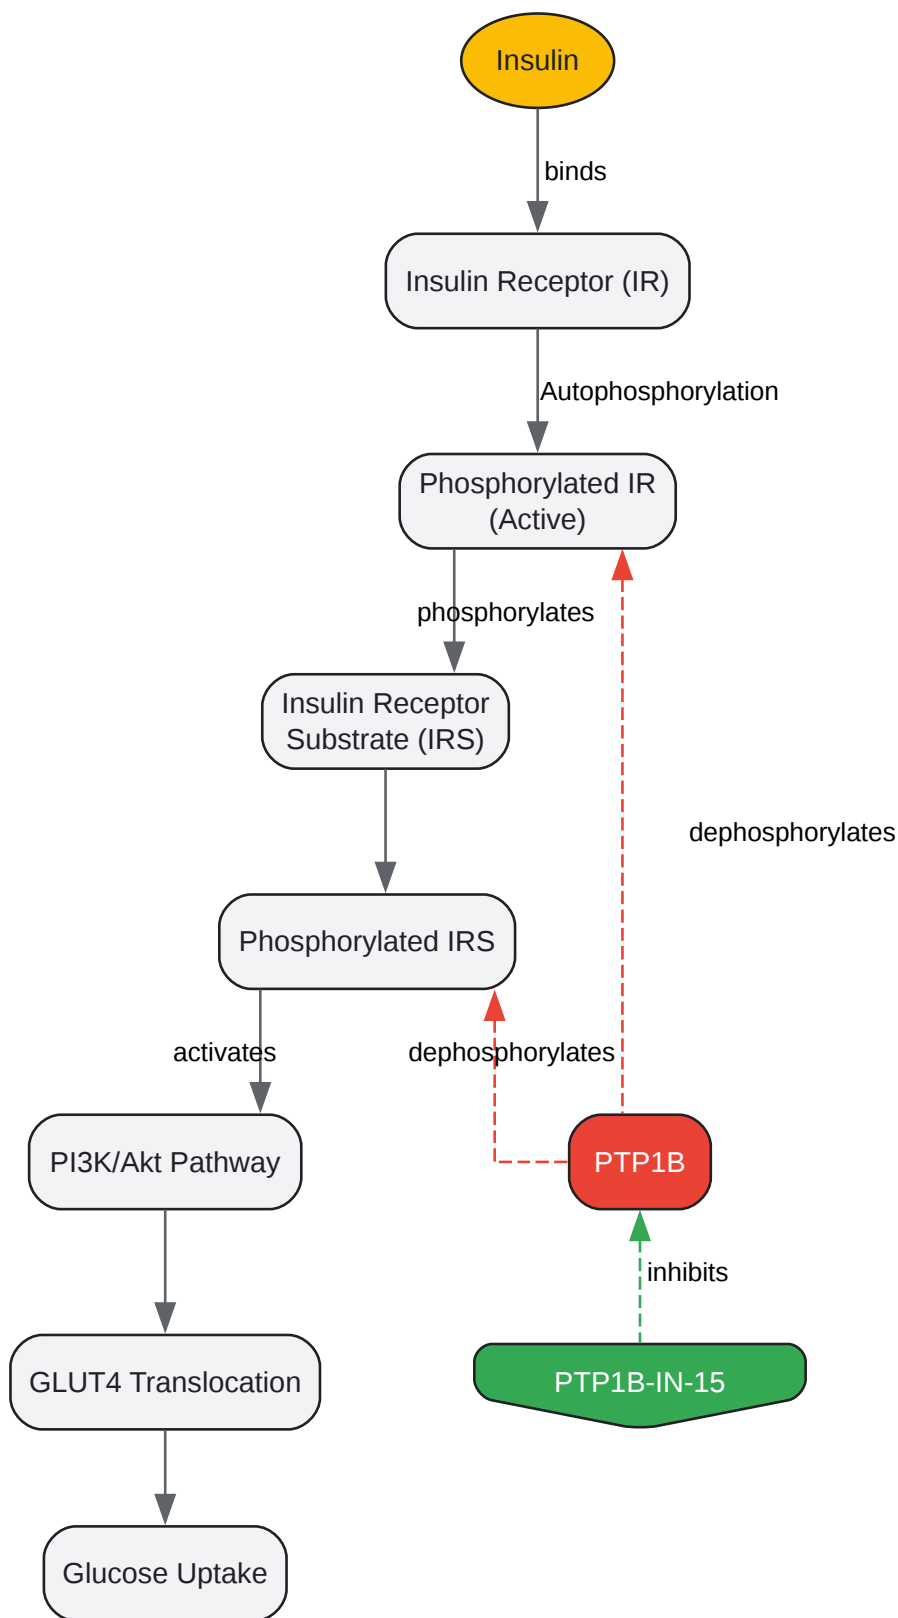 Insulin
binds
Insulin Receptor (IR)
Autophosphorylation
Phosphorylated IR
(Active)
phosphorylates
Insulin Receptor
Substrate (IRS)
dephosphorylates
Phosphorylated IRS
activates
dephosphorylates
PI3K/Akt Pathway
PTP1B
inhibits
GLUT4 Translocation
PTP1B-IN-15
Glucose Uptake